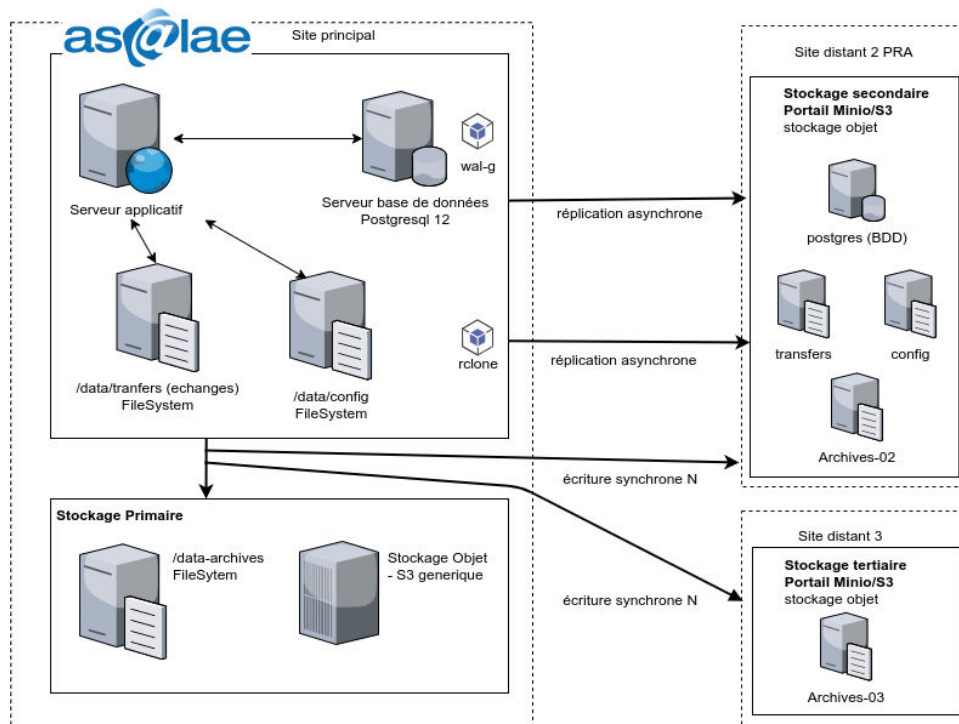 as@lae
Site principal
Serveur applicatif
wal-g
Serveur base de données
Postgresql 12
/data/tranfers (echanges)
FileSystem
/data/config
FileSystem
rclone
réplication asynchrone
réplication asynchrone
écriture synchrone N
écriture synchrone N
Stockage Primaire
/data-archives
FileSytem
Stockage Objet
- S3 generique
Site distant 2 PRA
Stockage secondaire
Portail Minio/S3
stockage objet
postgres (BDD)
transfers
config
Archives-02
Site distant 3
Stockage tertiaire
Portail Minio/S3
stockage objet
Archives-03